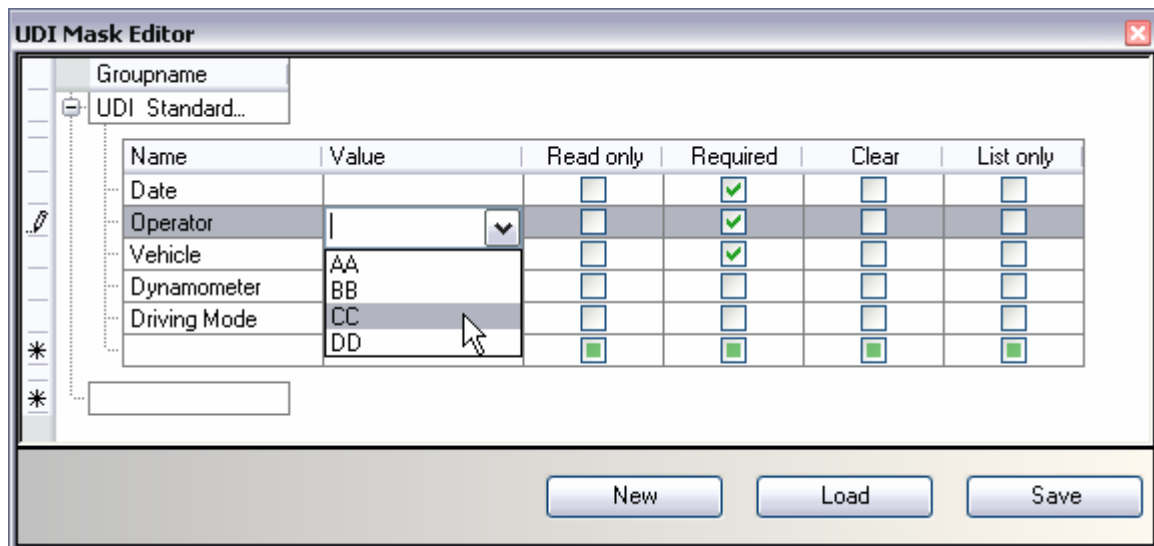 UDI Mask Editor
Groupname
UDI Standard...
Name Value Read only Required Clear List only
Date
Operator
Vehicle
AA
Dynamometer
BB
Driving Mode
CC
DD
New Load Save